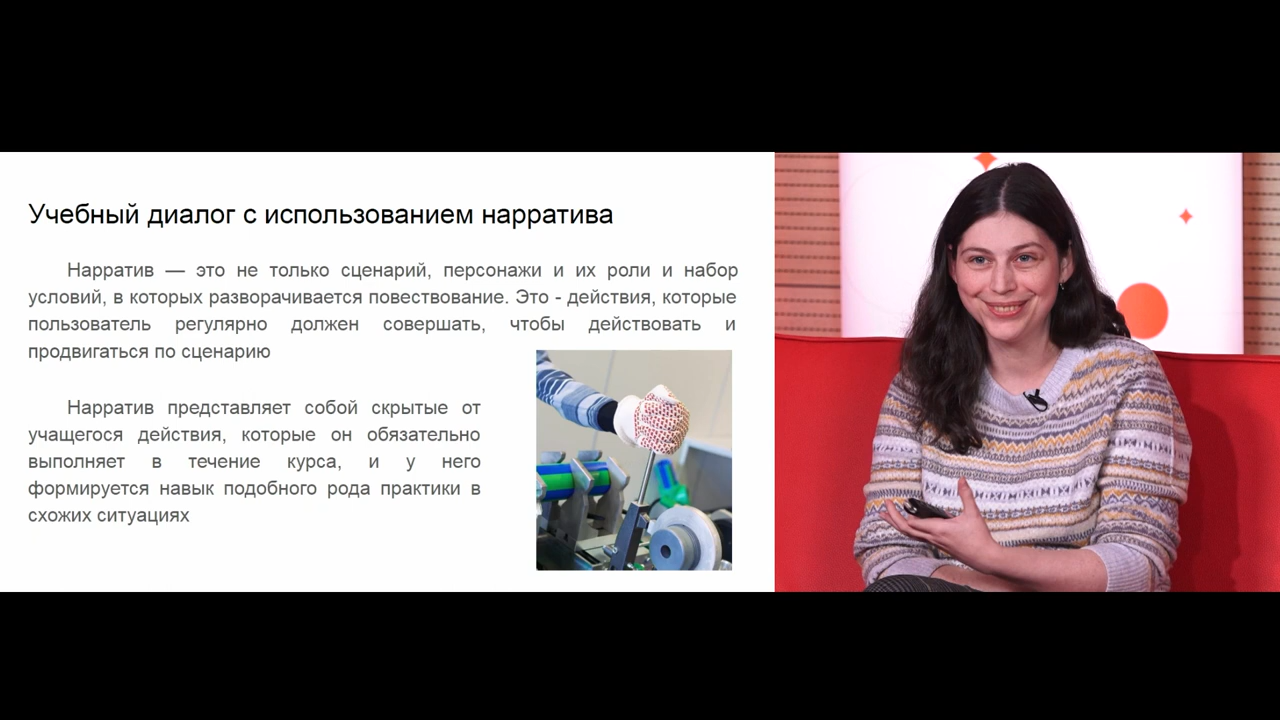 Учебный диалог с использованием нарратива
Нарратив — это не только сценарий, персонажи и их роли и набор
условий, в которых разворачивается повествование. Это - действия, которые
пользователь регулярно должен совершать, чтобы действовать и
продвигаться по сценарию
Нарратив представляет собой скрытые от
учащегося действия, которые он обязательно
выполняет в течение курса, и у него
формируется навык подобного рода практики в
схожих ситуациях